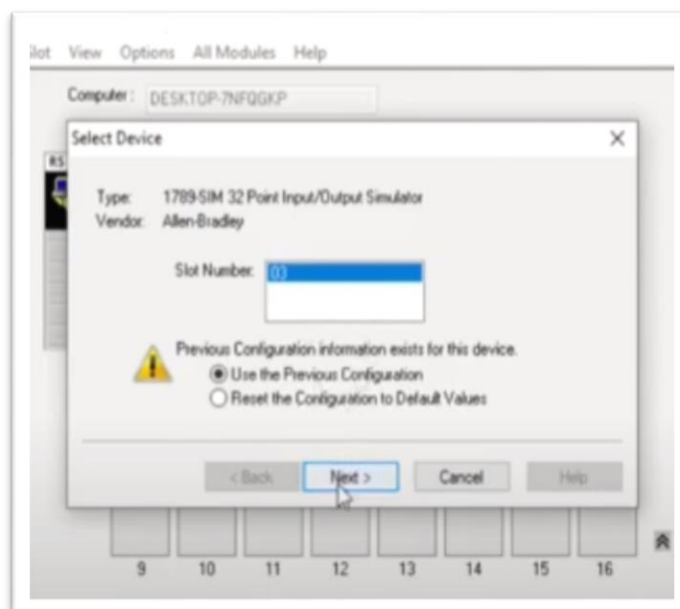 Slot View Options All Modules Help
Computer: DESKTOP-7NFQGKP
Select Device
RS
Type: 1789-SIM 32 Point Input/Output Simulator
Vendor: Allen-Bradley
Slot Number: 03
Previous Configuration information exists for this device.
Use the Previous Configuration
Reset the Configuration to Default Values
< Back Next > Cancel Help
9 10 11 12 13 14 15 16